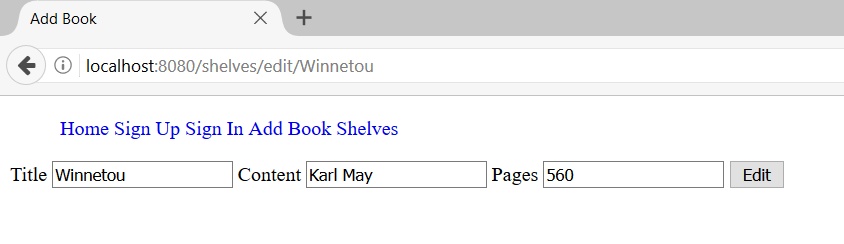 Add Book
localhost:8080/shelves/edit/Winnetou
Home Sign Up Sign In Add Book Shelves
Title Winnetou Content Karl May Pages 560 Edit